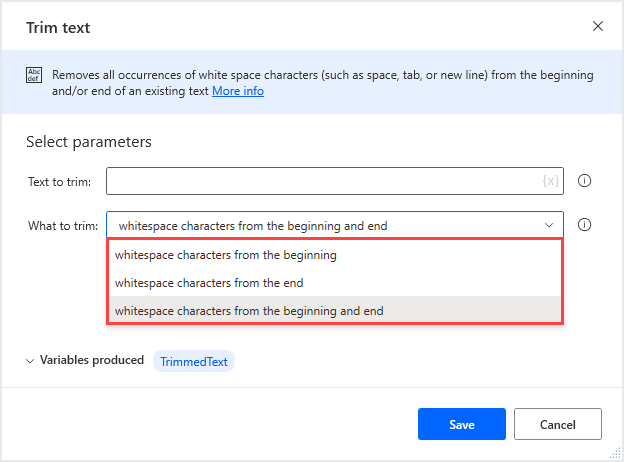 Trim text
Abc
def
Removes all occurrences of white space characters (such as space, tab, or new line) from the beginning
and/or end of an existing text More info
Select parameters
Text to trim:
{x}
What to trim:
whitespace characters from the beginning and end
whitespace characters from the beginning
whitespace characters from the end
whitespace characters from the beginning and end
Variables produced TrimmedText
Save Cancel